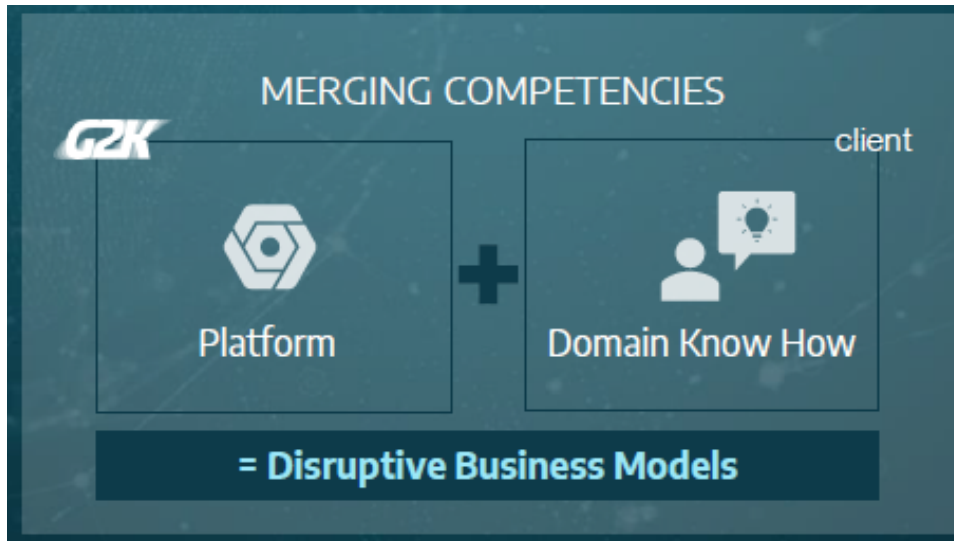 MERGING COMPETENCIES
G2K
client
Platform
Domain Know How
= Disruptive Business Models